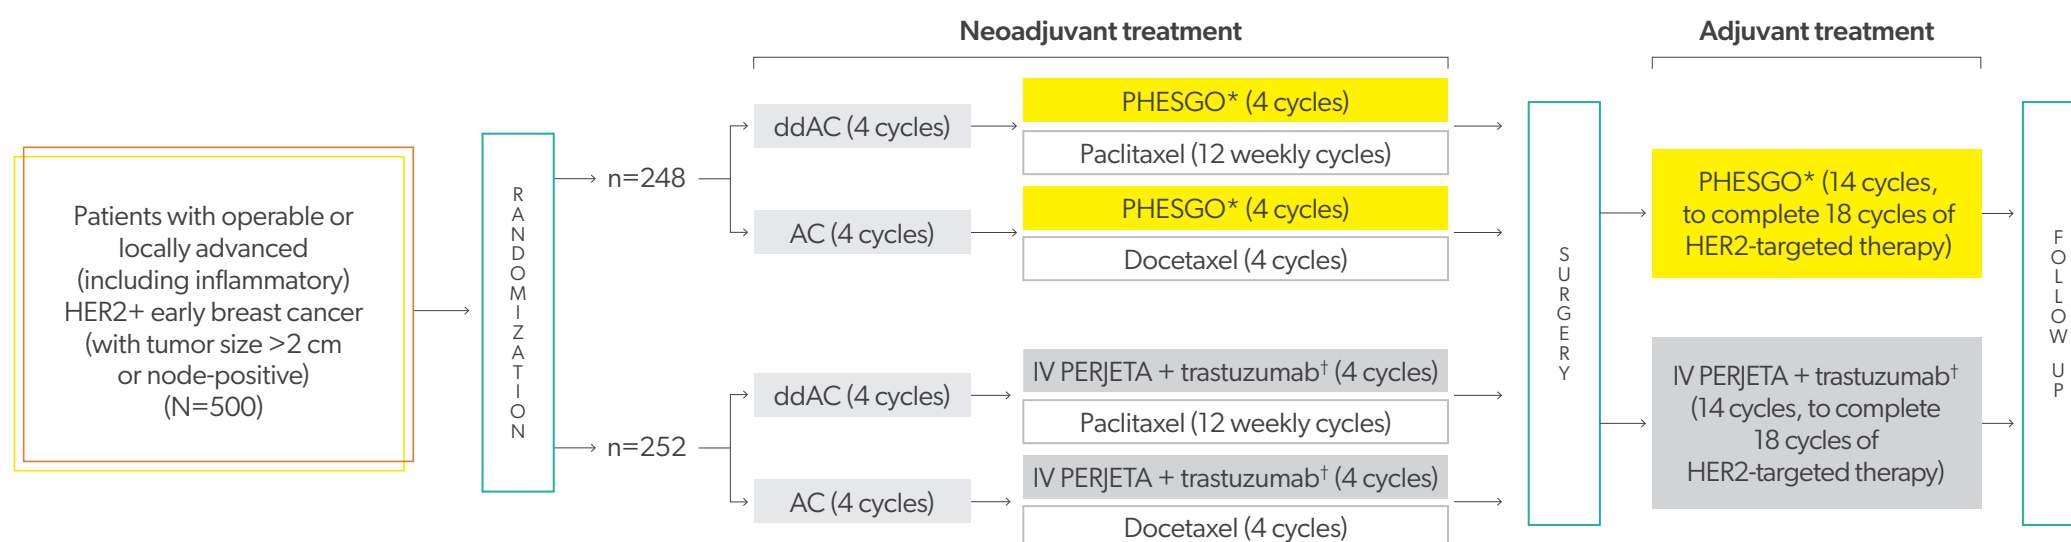 Neoadjuvant treatment
Adjuvant treatment
Patients with operable or
locally advanced
(including inflammatory)
HER2+ early breast cancer
(with tumor size >2 cm
or node-positive)
(N=500)
RANDOMIZATION
n=248
ddAC (4 cycles)
PHESGO* (4 cycles)
Paclitaxel (12 weekly cycles)
AC (4 cycles)
PHESGO* (4 cycles)
Docetaxel (4 cycles)
n=252
ddAC (4 cycles)
IV PERJETA + trastuzumab† (4 cycles)
Paclitaxel (12 weekly cycles)
AC (4 cycles)
IV PERJETA + trastuzumab† (4 cycles)
Docetaxel (4 cycles)
SURGERY
PHESGO* (14 cycles,
to complete 18 cycles of
HER2-targeted therapy)
IV PERJETA + trastuzumab†
(14 cycles, to complete
18 cycles of
HER2-targeted therapy)
FOLLOW UP